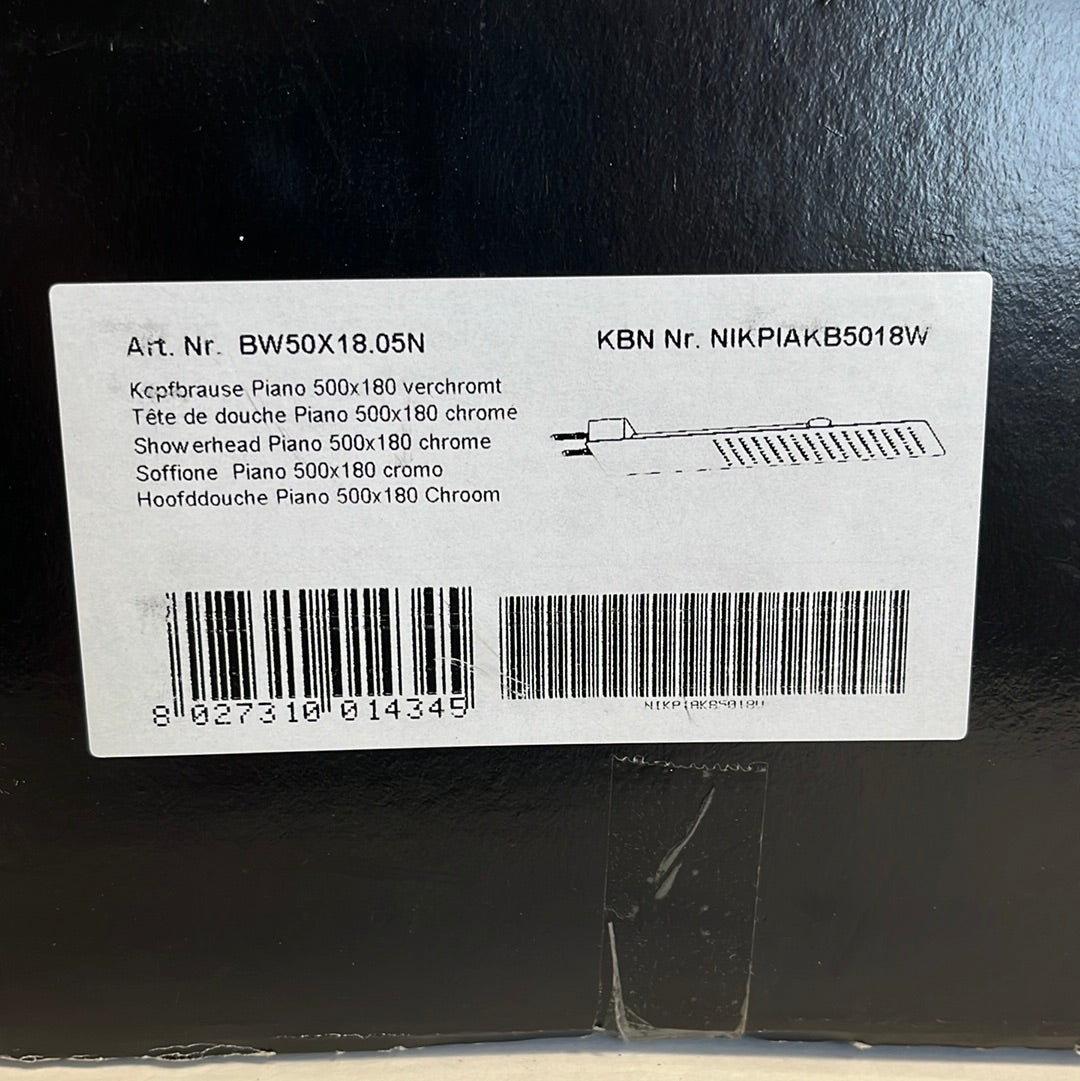 Art. Nr. BW50X18.05N
KBN Nr. NIKPIAKB5018W
Kopfbrause Piano 500x180 verchromt
Tête de douche Piano 500x180 chromé
Showerhead Piano 500x180 chrome
Soffione Piano 500x180 cromo
Hoofddouche Piano 500x180 Chroom
8 027310 014345
NIKPIAKB5018W